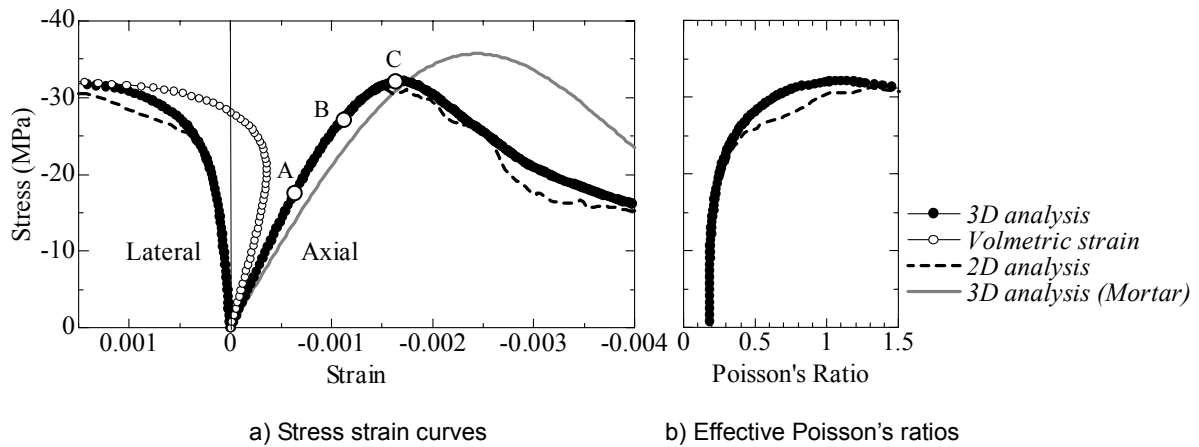 -40
-30
-20
-10
0
Stress (MPa)
A
B
C
Lateral
Axial
0.001 0 -0.001 -0.002 -0.003 -0.004
Strain
0 0.5 1 1.5
Poisson's Ratio
3D analysis
Volmetric strain
2D analysis
3D analysis (Mortar)
a) Stress strain curves
b) Effective Poisson's ratios